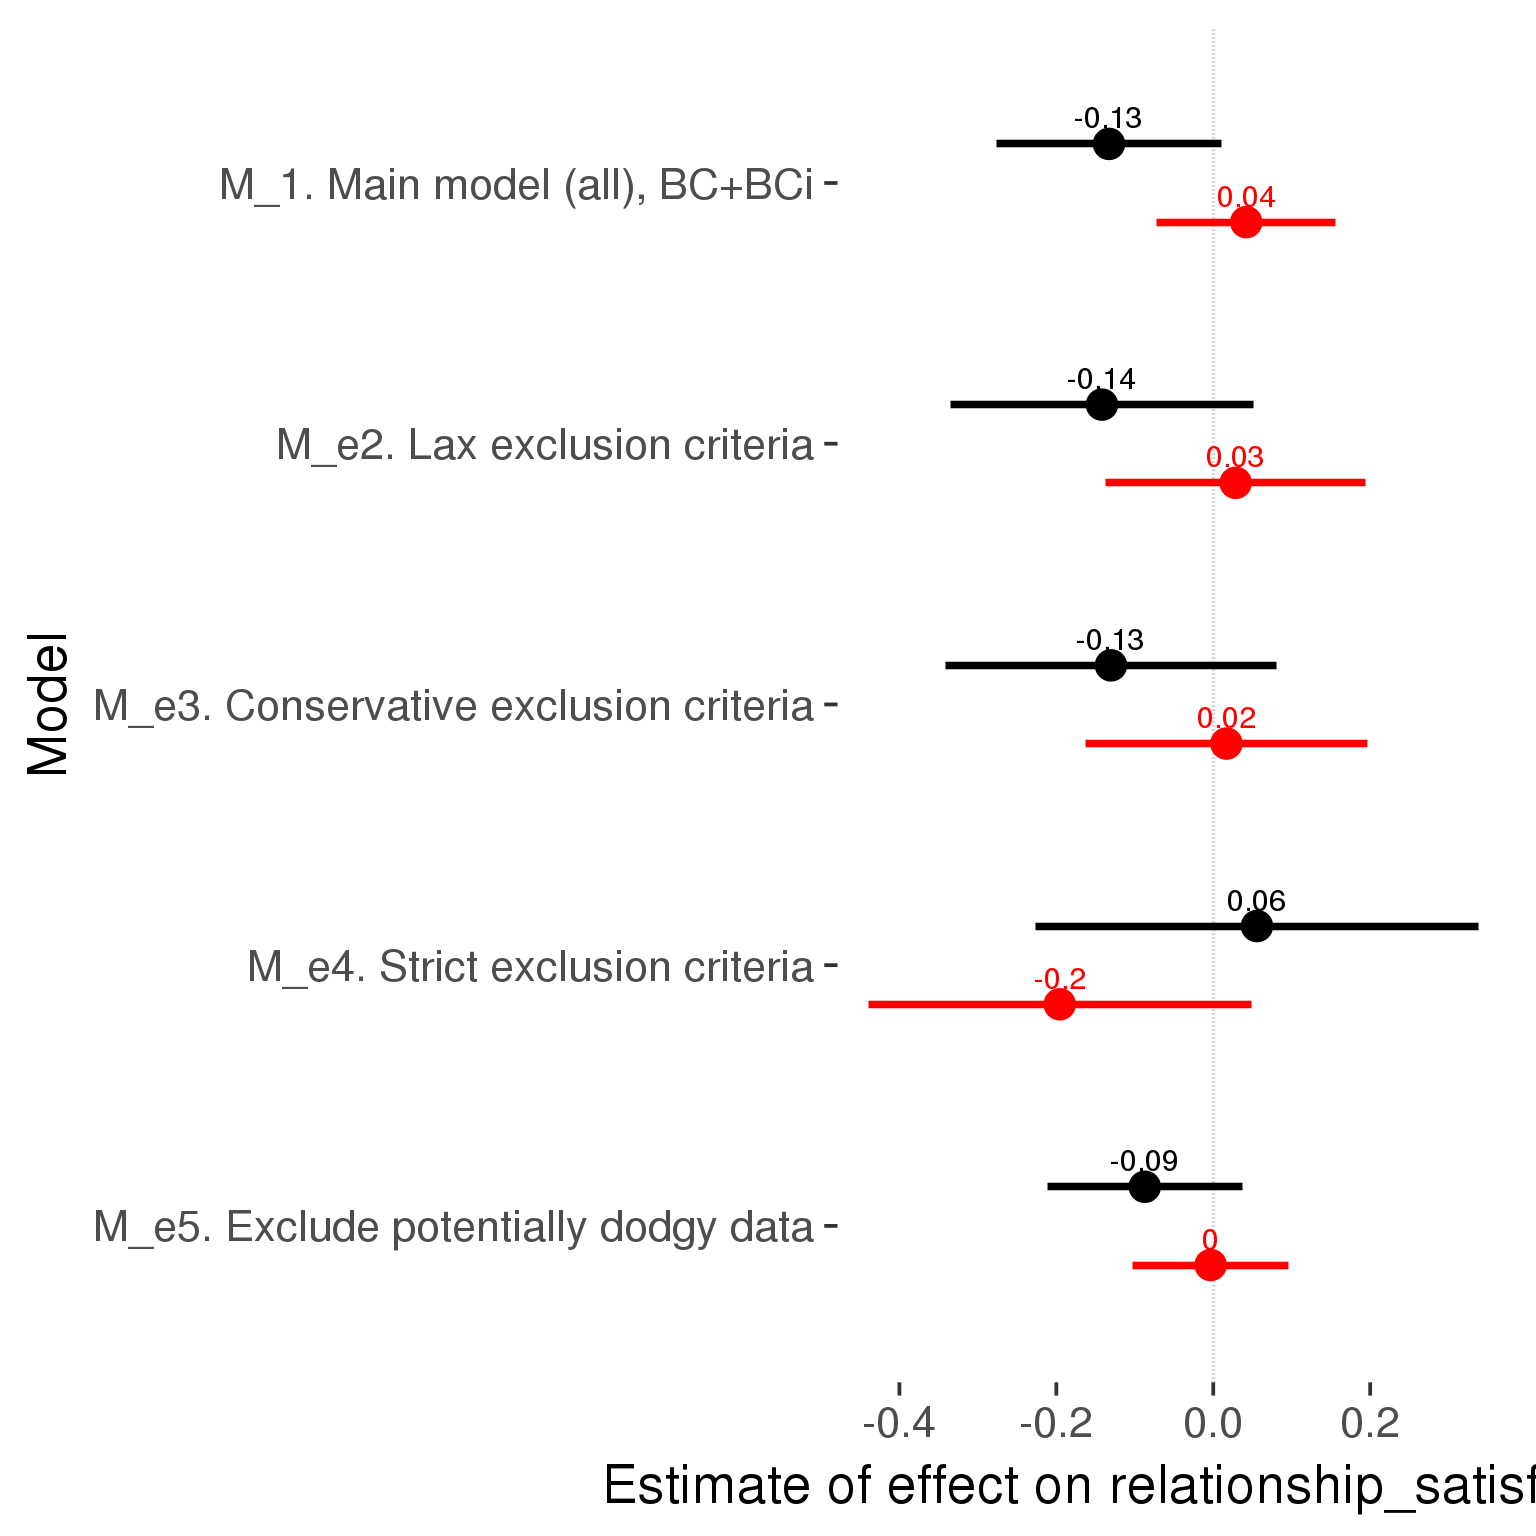 -0.13
M_1. Main model (all), BC+BCi
0.04
-0.14
M_e2. Lax exclusion criteria
0.03
-0.13
Model
M_e3. Conservative exclusion criteria
0.02
0.06
M_e4. Strict exclusion criteria
-0.2
-0.09
M_e5. Exclude potentially dodgy data
0
-0.4 -0.2 0.0 0.2
Estimate of effect on relationship_satisf